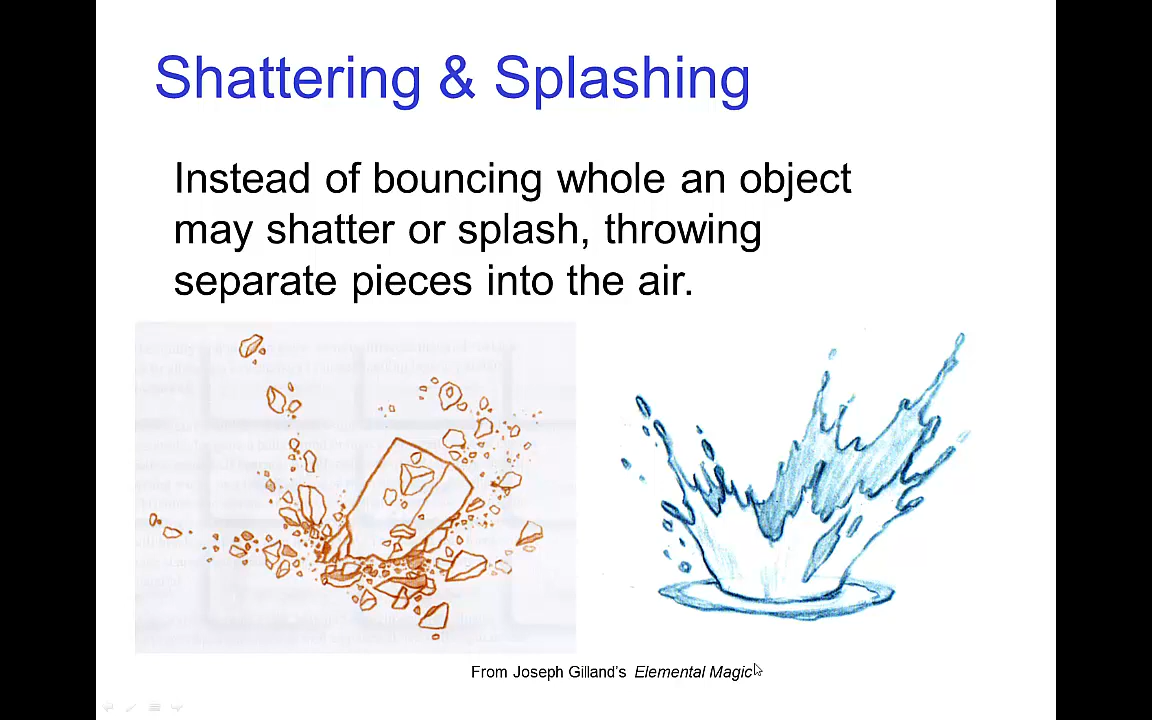 Shattering & Splashing
Instead of bouncing whole an object
may shatter or splash, throwing
separate pieces into the air.
From Joseph Gilland's Elemental Magic